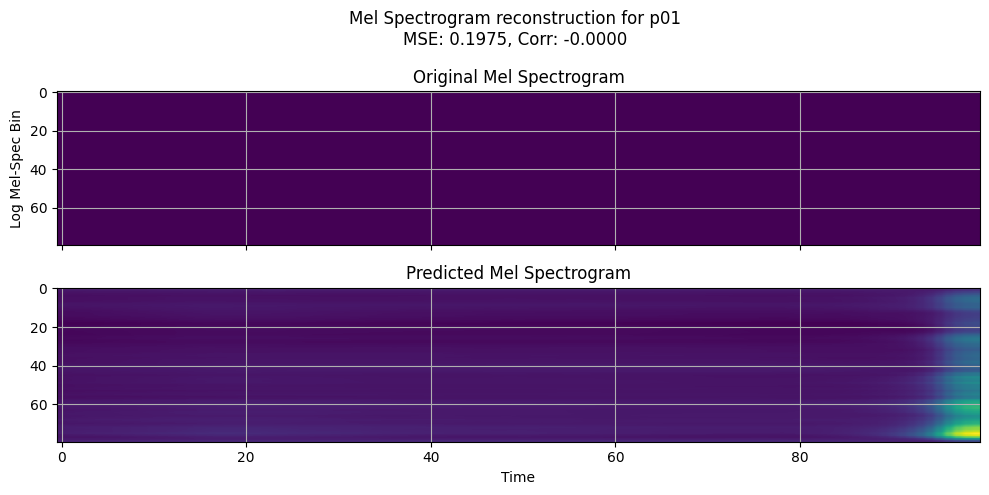 Mel Spectrogram reconstruction for p01
MSE: 0.1975, Corr: -0.0000
Original Mel Spectrogram
Log Mel-Spec Bin
0
20
40
60
Predicted Mel Spectrogram
0
20
40
60
0 20 40 60 80
Time